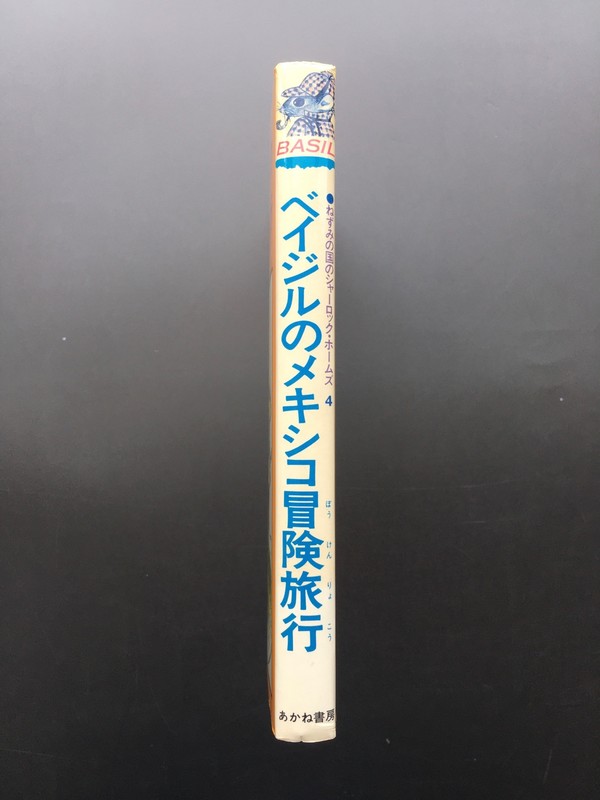 BASIL
●ねずみの国のシャーロック・ホームズ 4
ベイジルのメキシコ冒険旅行
ぼう けん りょ こう
あかね書房